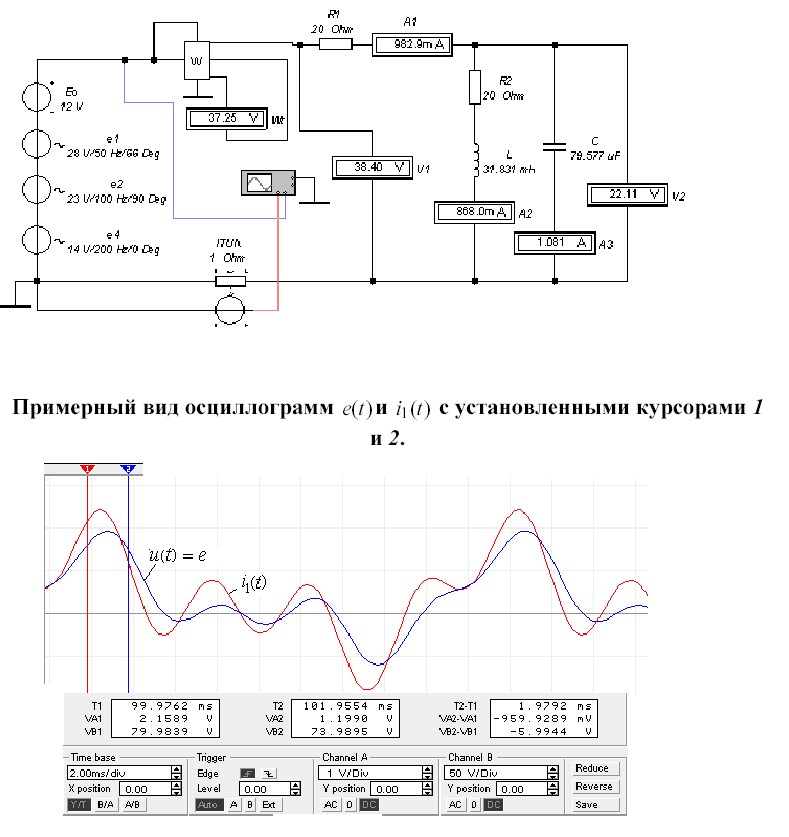 R1
20 Ohm
A1
982.9m A
W
Eo
12 V
37.25 V
Wt
e1
28 V/50 Hz/66 Deg
R2
20 Ohm
C
79.577 uF
38.40 V
V1
L
31.831 mh
e2
23 V/100 Hz/90 Deg
22.11 V
V2
868.0m A
A2
e4
14 V/200 Hz/0 Deg
1 Ohm
1.081 A
A3
Примерный вид осциллограмм e(t) и i₁(t) с установленными курсорами 1
и 2.
1
2
u(t) = e
i₁(t)
T1 99.9762 ms
VA1 2.1589 V
VB1 79.9839 V
T2 101.9554 ms
VA2 1.1990 V
VB2 73.9895 V
T2-T1 1.9792 ms
VA2-VA1 -959.9289 mV
VB2-VB1 -5.9944 V
Time base
2.00ms/div
X position 0.00
Y/T B/A A/B
Trigger
Edge
Level 0.00
Auto A B Ext
Channel A
1 V/Div
Y position 0.00
AC 0 DC
Channel B
50 V/Div
Y position 0.00
AC 0 DC
Reduce
Reverse
Save